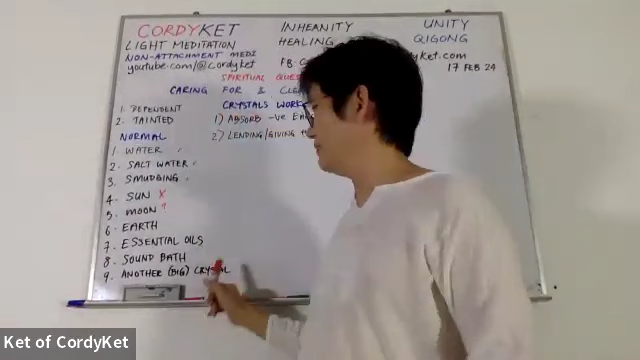 CORDYKET INHEANITY UNITY
LIGHT MEDITATION HEALING QIGONG
NON-ATTACHMENT MEDI
youtube.com/@cordyket FB-C ket.com
17 FEB 24
SPIRITUAL QUES
CARING FOR & CLE
1. DEPENDENT CRYSTALS WORK
2. TAINTED 1) ABSORB -ve
NORMAL 2) LENDING/GIVING
1. WATER
2. SALT WATER
3. SMUDGING
4. SUN X
5. MOON ?
6. EARTH
7. ESSENTIAL OILS
8. SOUND BATH
9. ANOTHER (BIG) CRYSTAL
Ket of CordyKet